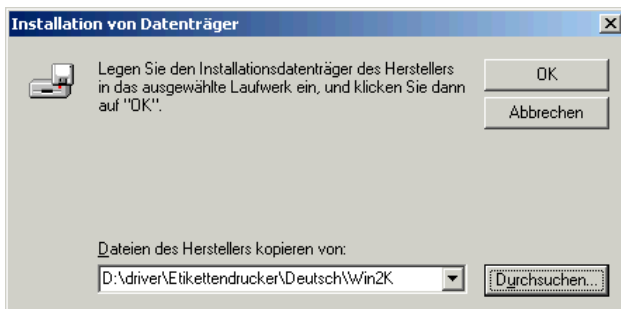 Installation von Datenträger
Legen Sie den Installationsdatenträger des Herstellers
in das ausgewählte Laufwerk ein, und klicken Sie dann
auf "OK".
OK
Abbrechen
Dateien des Herstellers kopieren von:
D:\driver\Etikettendrucker\Deutsch\Win2K
Durchsuchen...